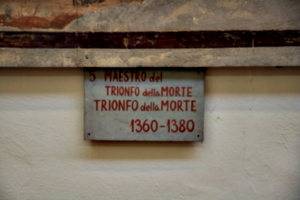 5 MAESTRO del
TRIONFO della MORTE
TRIONFO della MORTE
1360-1380